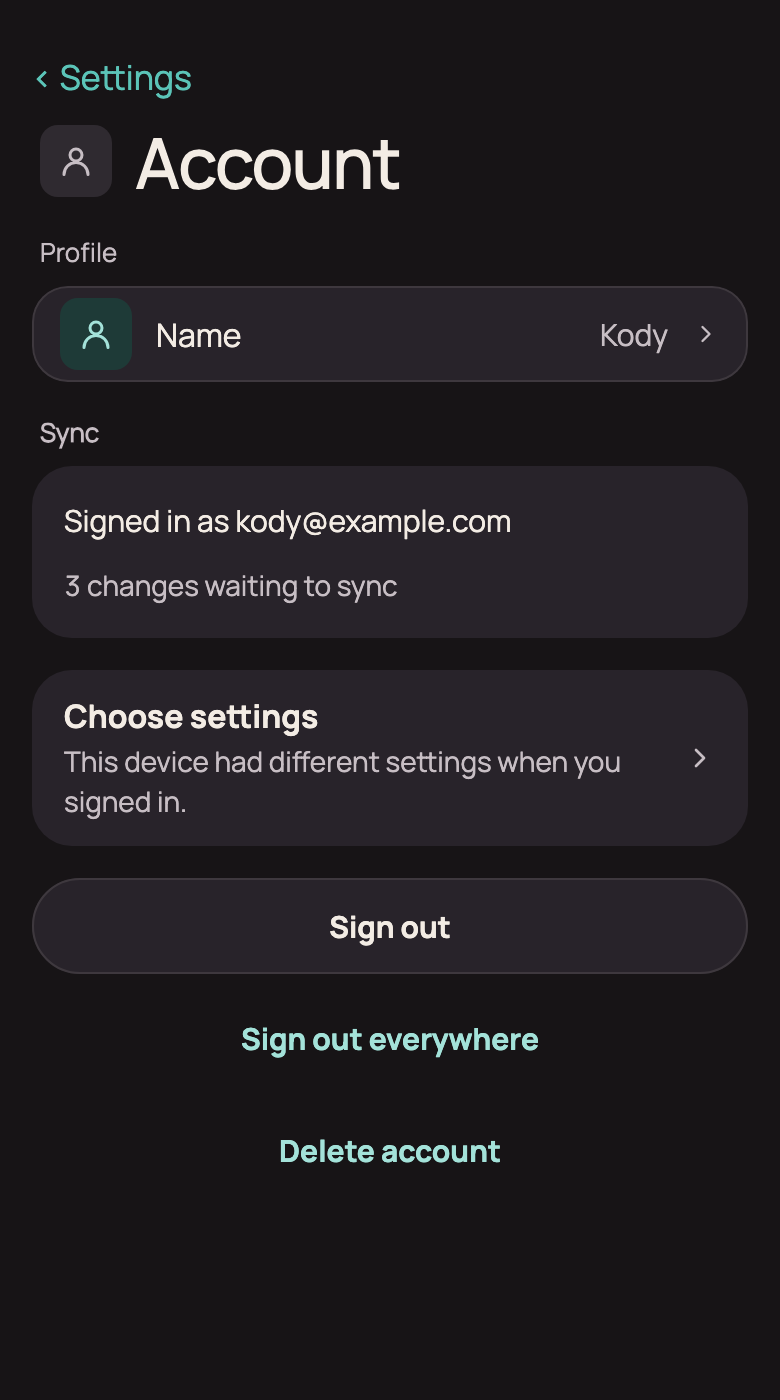 Settings
Account
Profile
Name
Kody
Sync
Signed in as kody@example.com
3 changes waiting to sync
Choose settings
This device had different settings when you
signed in.
Sign out
Sign out everywhere
Delete account